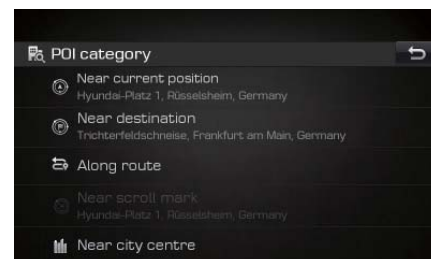 POI category
Near current position
Hyundai-Platz 1, Rüsselsheim, Germany
Near destination
Trichterfeldschneise, Frankfurt am Main, Germany
Along route
Near scroll mark
Hyundai-Platz 1, Rüsselsheim, Germany
Near city centre